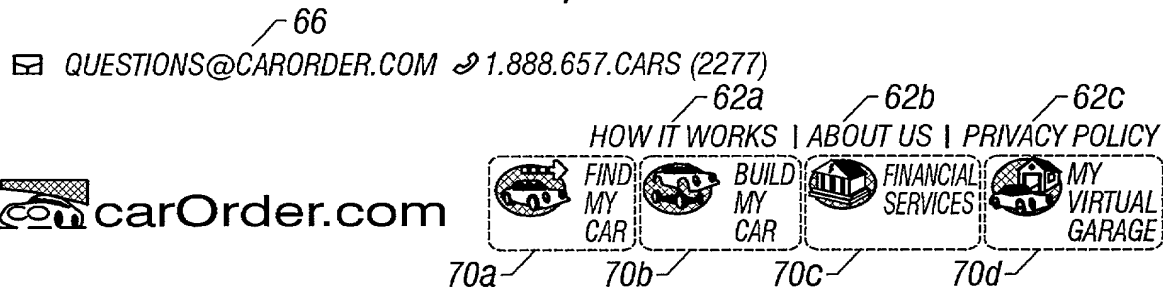 66
QUESTIONS@CARORDER.COM 1.888.657.CARS (2277)
62a 62b 62c
HOW IT WORKS | ABOUT US | PRIVACY POLICY
carOrder.com
FIND
MY
CAR
BUILD
MY
CAR
FINANCIAL
SERVICES
MY
VIRTUAL
GARAGE
70a 70b 70c 70d